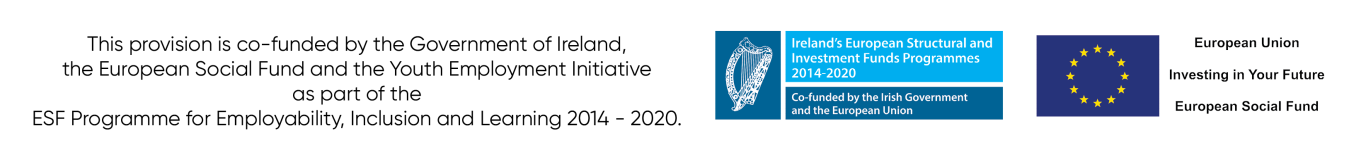 This provision is co-funded by the Government of Ireland,
the European Social Fund and the Youth Employment Initiative
as part of the
ESF Programme for Employability, Inclusion and Learning 2014 - 2020.
Ireland's European Structural and
Investment Funds Programmes
2014-2020
Co-funded by the Irish Government
and the European Union
European Union
Investing in Your Future
European Social Fund